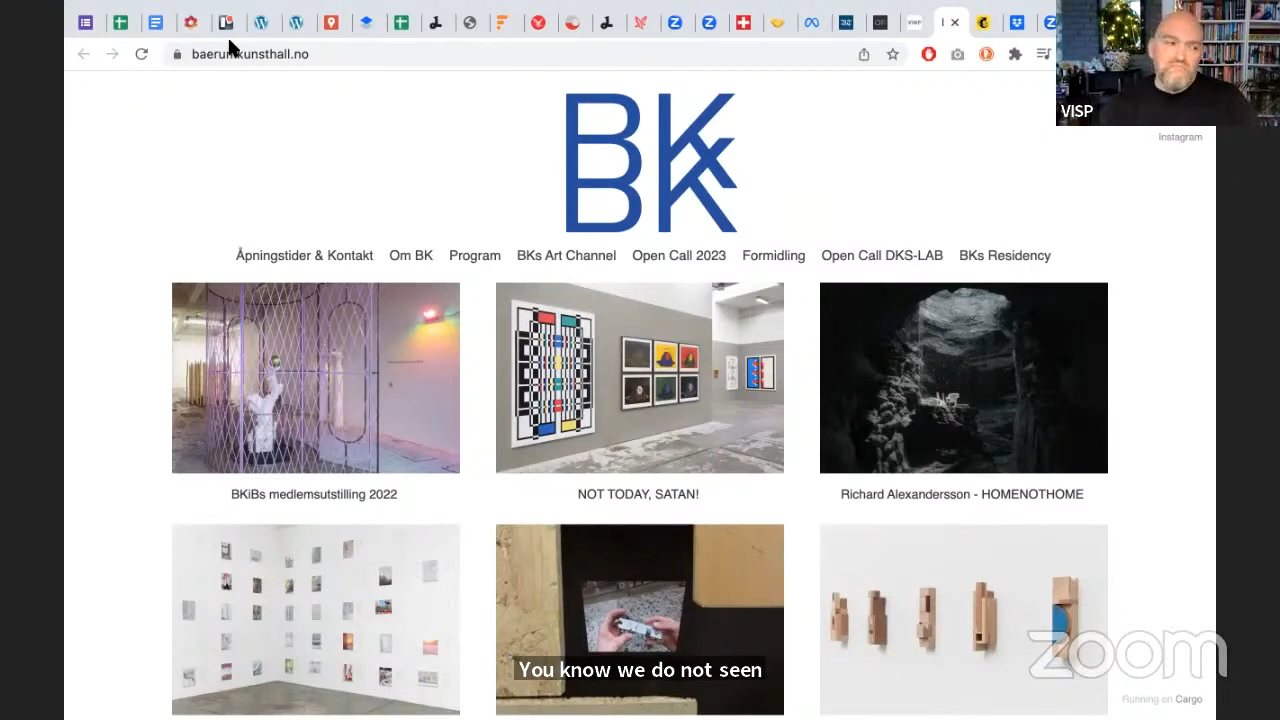 baerumkunsthall.no
VISP
Instagram
BK
BK
Åpningstider & Kontakt Om BK Program BKs Art Channel Open Call 2023 Formidling Open Call DKS-LAB BKs Residency
BKiBs medlemsutstilling 2022
NOT TODAY, SATAN!
Richard Alexandersson - HOMENOTHOME
You know we do not seen
zoom
Running on Cargo